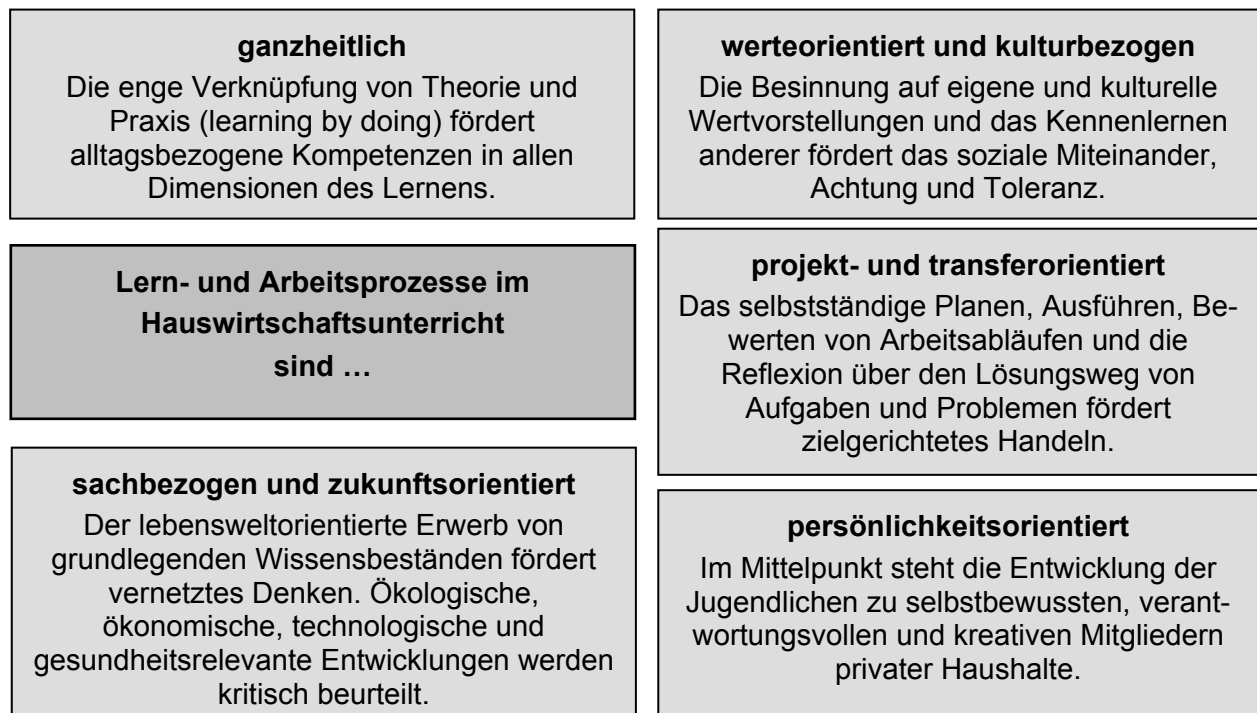 ganzheitlich
Die enge Verknüpfung von Theorie und
Praxis (learning by doing) fördert
alltagsbezogene Kompetenzen in allen
Dimensionen des Lernens.
werteorientiert und kulturbezogen
Die Besinnung auf eigene und kulturelle
Wertvorstellungen und das Kennenlernen
anderer fördert das soziale Miteinander,
Achtung und Toleranz.
Lern- und Arbeitsprozesse im
Hauswirtschaftsunterricht
sind …
projekt- und transferorientiert
Das selbstständige Planen, Ausführen, Be-
werten von Arbeitsabläufen und die
Reflexion über den Lösungsweg von
Aufgaben und Problemen fördert
zielgerichtetes Handeln.
sachbezogen und zukunftsorientiert
Der lebensweltorientierte Erwerb von
grundlegenden Wissensbeständen fördert
vernetztes Denken. Ökologische,
ökonomische, technologische und
gesundheitsrelevante Entwicklungen werden
kritisch beurteilt.
persönlichkeitsorientiert
Im Mittelpunkt steht die Entwicklung der
Jugendlichen zu selbstbewussten, verant-
wortungsvollen und kreativen Mitgliedern
privater Haushalte.